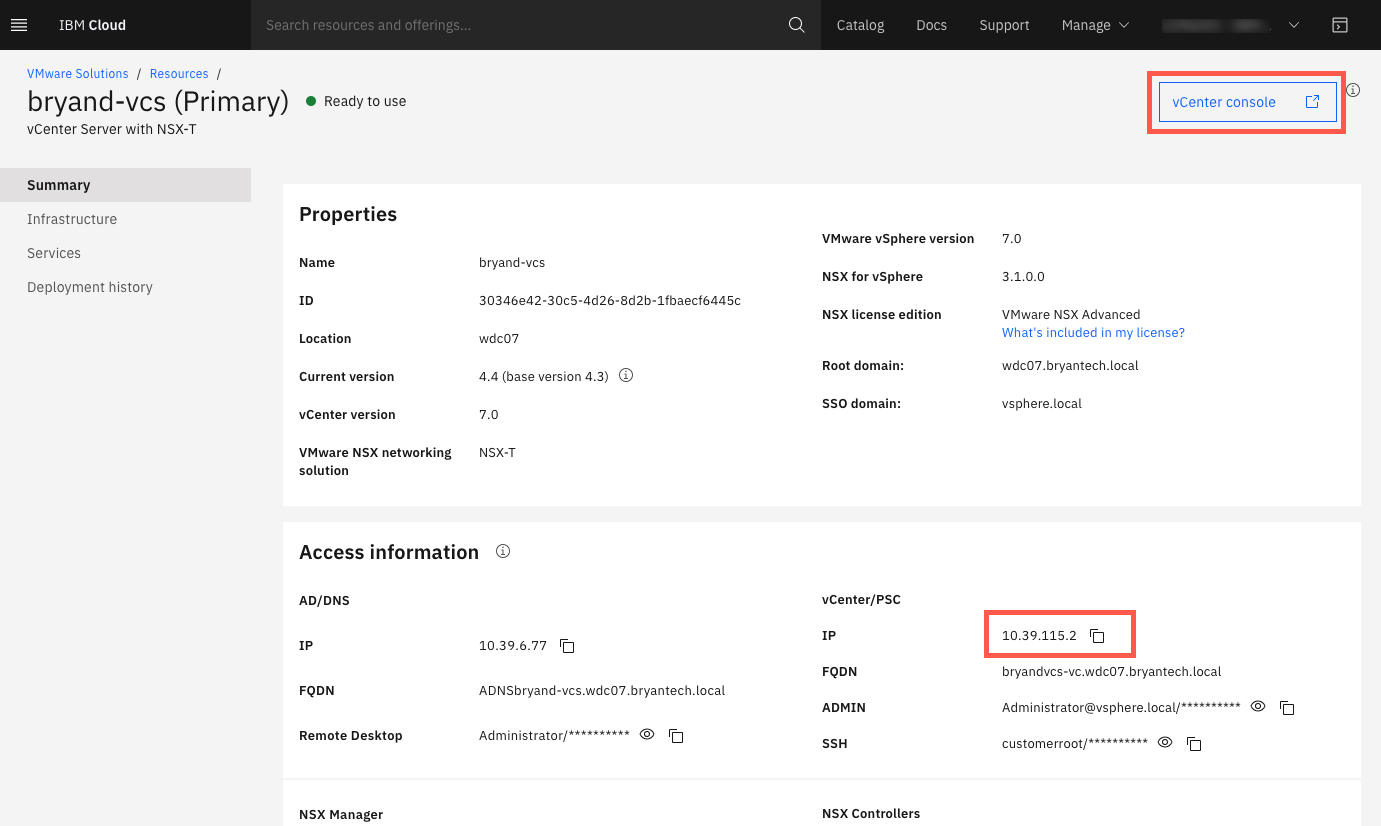 IBM Cloud
Search resources and offerings...
Catalog
Docs
Support
Manage
VMware Solutions / Resources /
bryand-vcs (Primary)
Ready to use
vCenter Server with NSX-T
vCenter console
Summary
Infrastructure
Services
Deployment history
Properties
Name bryand-vcs
ID 30346e42-30c5-4d26-8d2b-1fbaecf6445c
Location wdc07
Current version 4.4 (base version 4.3)
vCenter version 7.0
VMware NSX networking NSX-T
solution
VMware vSphere version 7.0
NSX for vSphere 3.1.0.0
NSX license edition VMware NSX Advanced
What's included in my license?
Root domain: wdc07.bryantech.local
SSO domain: vsphere.local
Access information
AD/DNS
IP 10.39.6.77
FQDN ADNSbryand-vcs.wdc07.bryantech.local
Remote Desktop Administrator/**********
vCenter/PSC
IP 10.39.115.2
FQDN bryandvcs-vc.wdc07.bryantech.local
ADMIN Administrator@vsphere.local/**********
SSH customerroot/**********
NSX Manager
NSX Controllers